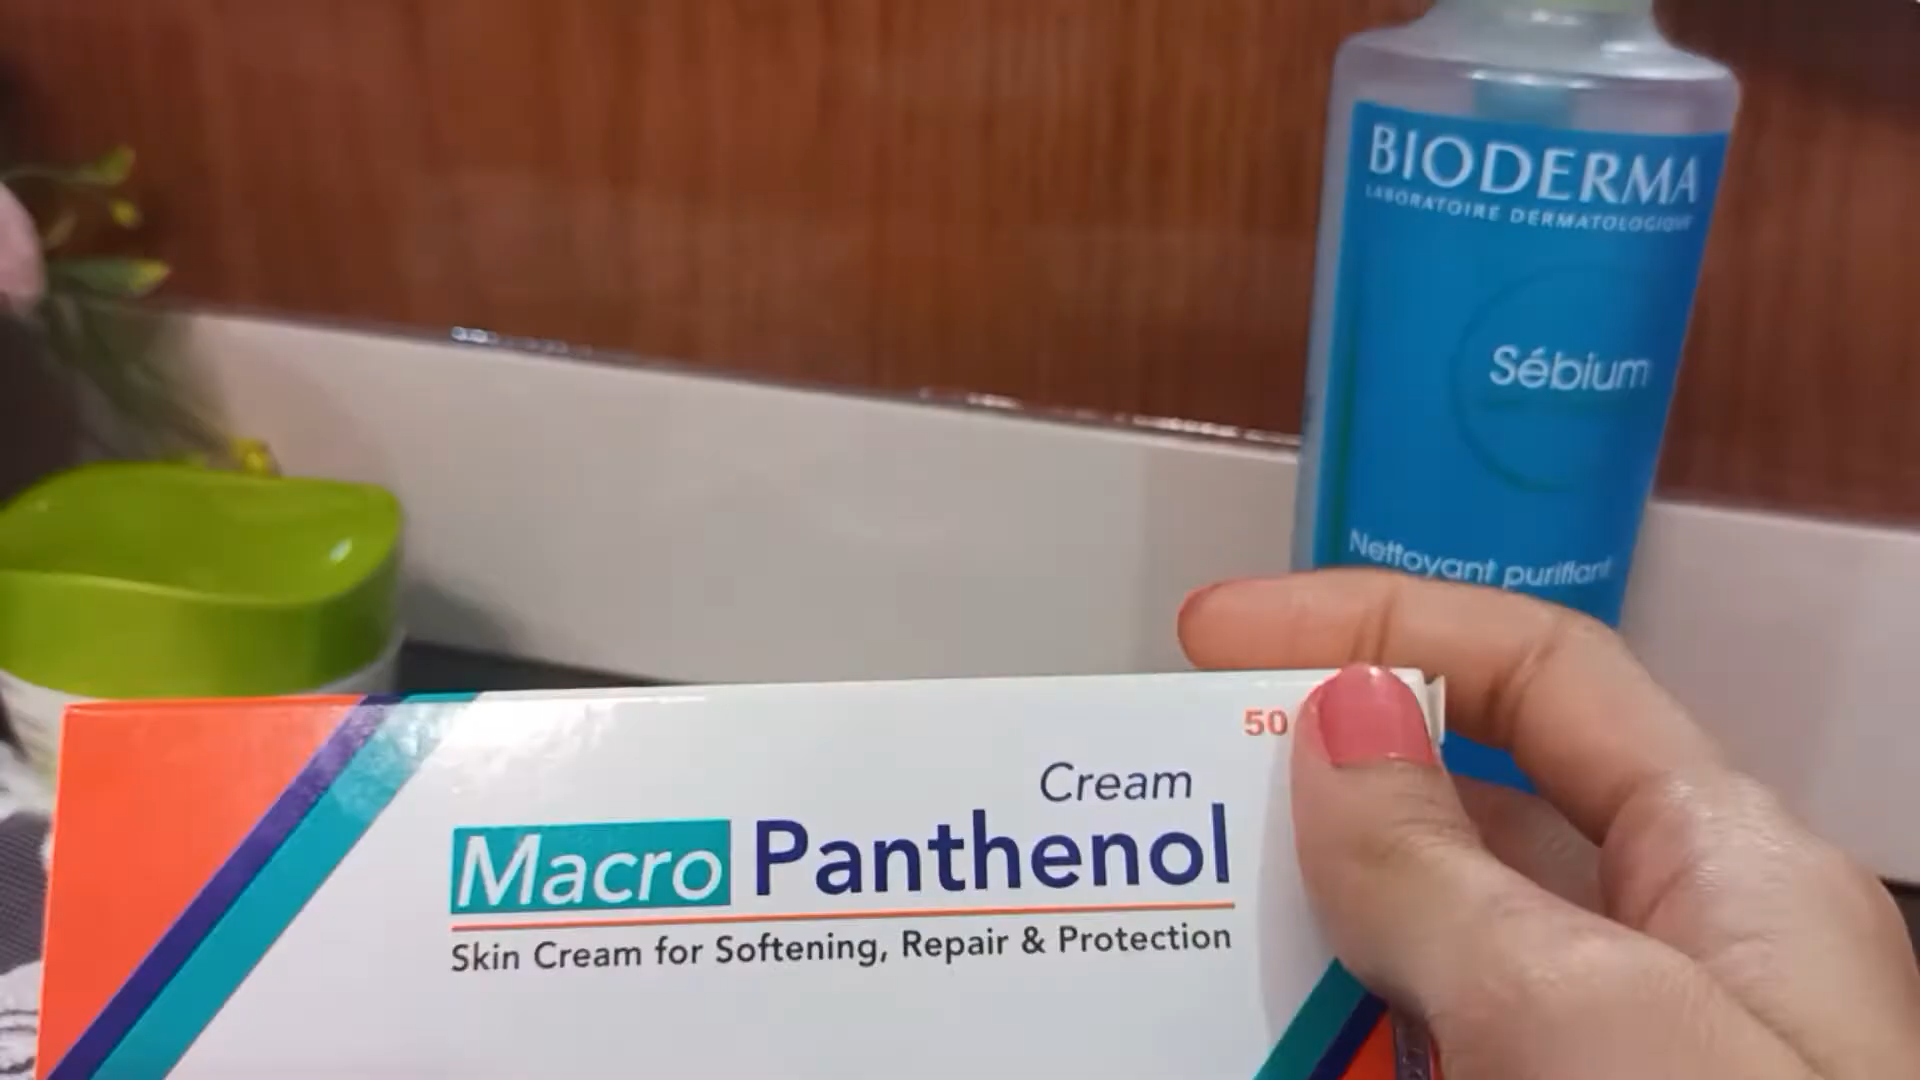 BIODERMA
LABORATOIRE DERMATOLOGIQUE
Sébium
Nettoyant purifiant
50
Cream
Macro Panthenol
Skin Cream for Softening, Repair & Protection